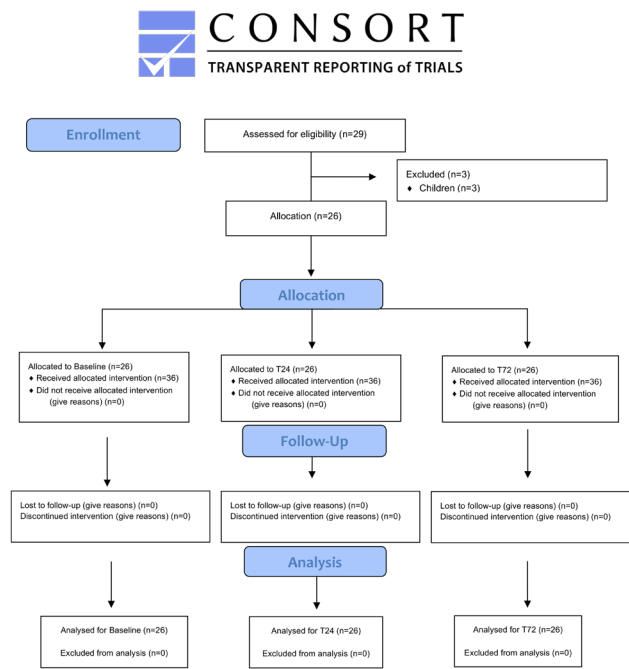 CONSORT
TRANSPARENT REPORTING of TRIALS
Enrollment
Assessed for eligibility (n=29)
Excluded (n=3)
♦ Children (n=3)
Allocation (n=26)
Allocation
Allocated to Baseline (n=26)
♦ Received allocated intervention (n=36)
♦ Did not receive allocated intervention
(give reasons) (n=0)
Allocated to T24 (n=26)
♦ Received allocated intervention (n=36)
♦ Did not receive allocated intervention
(give reasons) (n=0)
Allocated to T72 (n=26)
♦ Received allocated intervention (n=36)
♦ Did not receive allocated intervention
(give reasons) (n=0)
Follow-Up
Lost to follow-up (give reasons) (n=0)
Discontinued intervention (give reasons) (n=0)
Lost to follow-up (give reasons) (n=0)
Discontinued intervention (give reasons) (n=0)
Lost to follow-up (give reasons) (n=0)
Discontinued intervention (give reasons) (n=0)
Analysis
Analysed for Baseline (n=26)
Excluded from analysis (n=0)
Analysed for T24 (n=26)
Excluded from analysis (n=0)
Analysed for T72 (n=26)
Excluded from analysis (n=0)